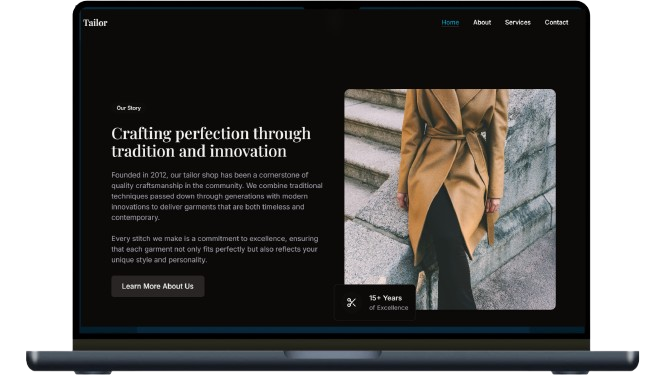 Tailor
Home About Services Contact
Our Story
Crafting perfection through
tradition and innovation
Founded in 2012, our tailor shop has been a cornerstone of
quality craftsmanship in the community. We combine traditional
techniques passed down through generations with modern
innovations to deliver garments that are both timeless and
contemporary.
Every stitch we make is a commitment to excellence, ensuring
that each garment not only fits perfectly but also reflects your
unique style and personality.
Learn More About Us
15+ Years
of Excellence